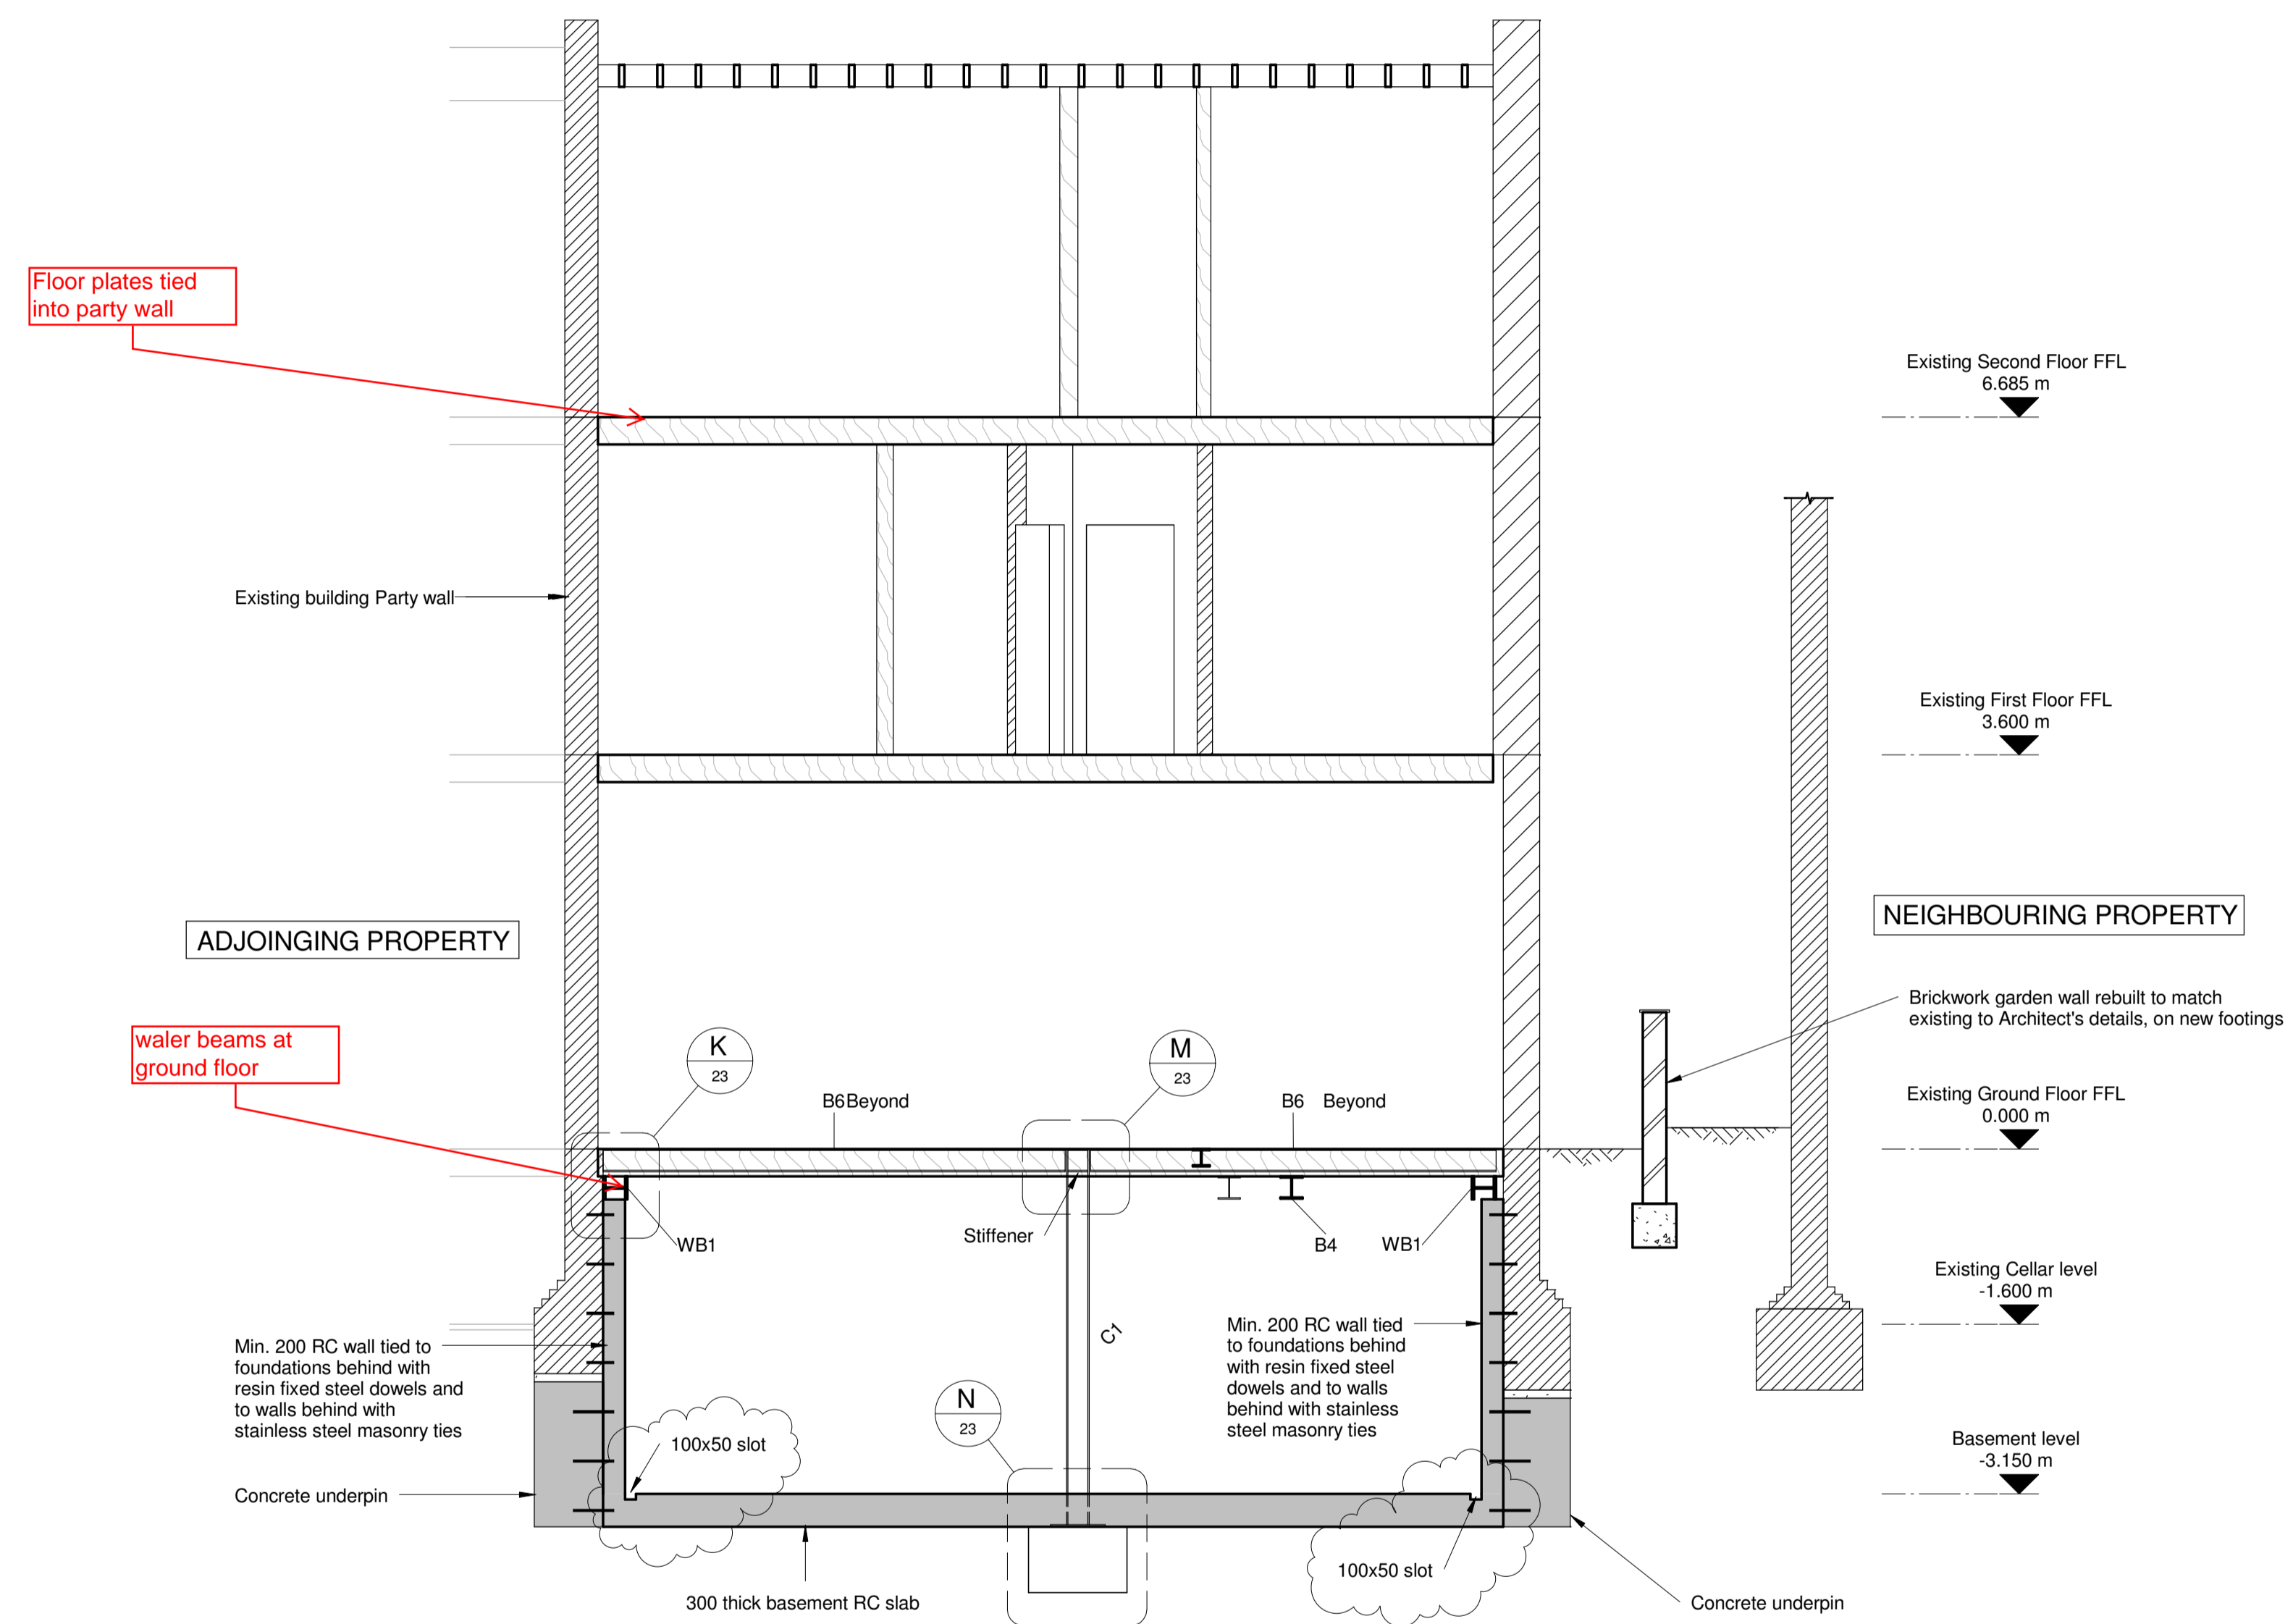 Floor plates tied
into party wall
Existing Second Floor FFL
6.685 m
Existing building Party wall
Existing First Floor FFL
3.600 m
ADJOINGING PROPERTY
NEIGHBOURING PROPERTY
Brickwork garden wall rebuilt to match
existing to Architect's details, on new footings
waler beams at
ground floor
K
23
M
23
B6 Beyond
B6 Beyond
Existing Ground Floor FFL
0.000 m
WB1
Stiffener
B4
WB1
Existing Cellar level
-1.600 m
C1
Min. 200 RC wall tied to
foundations behind with
resin fixed steel dowels and
to walls behind with
stainless steel masonry ties
Min. 200 RC wall tied
to foundations behind
with resin fixed steel
dowels and to walls
behind with stainless
steel masonry ties
N
23
100x50 slot
Basement level
-3.150 m
Concrete underpin
100x50 slot
300 thick basement RC slab
Concrete underpin